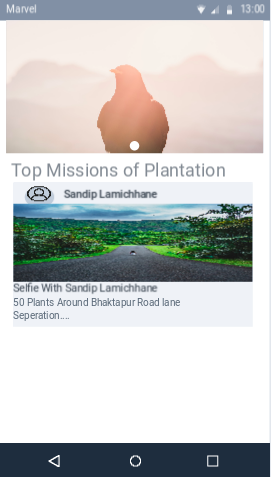 Marvel 13:00
Top Missions of Plantation
Sandip Lamichhane
Selfie With Sandip Lamichhane
50 Plants Around Bhaktapur Road lane
Seperation....